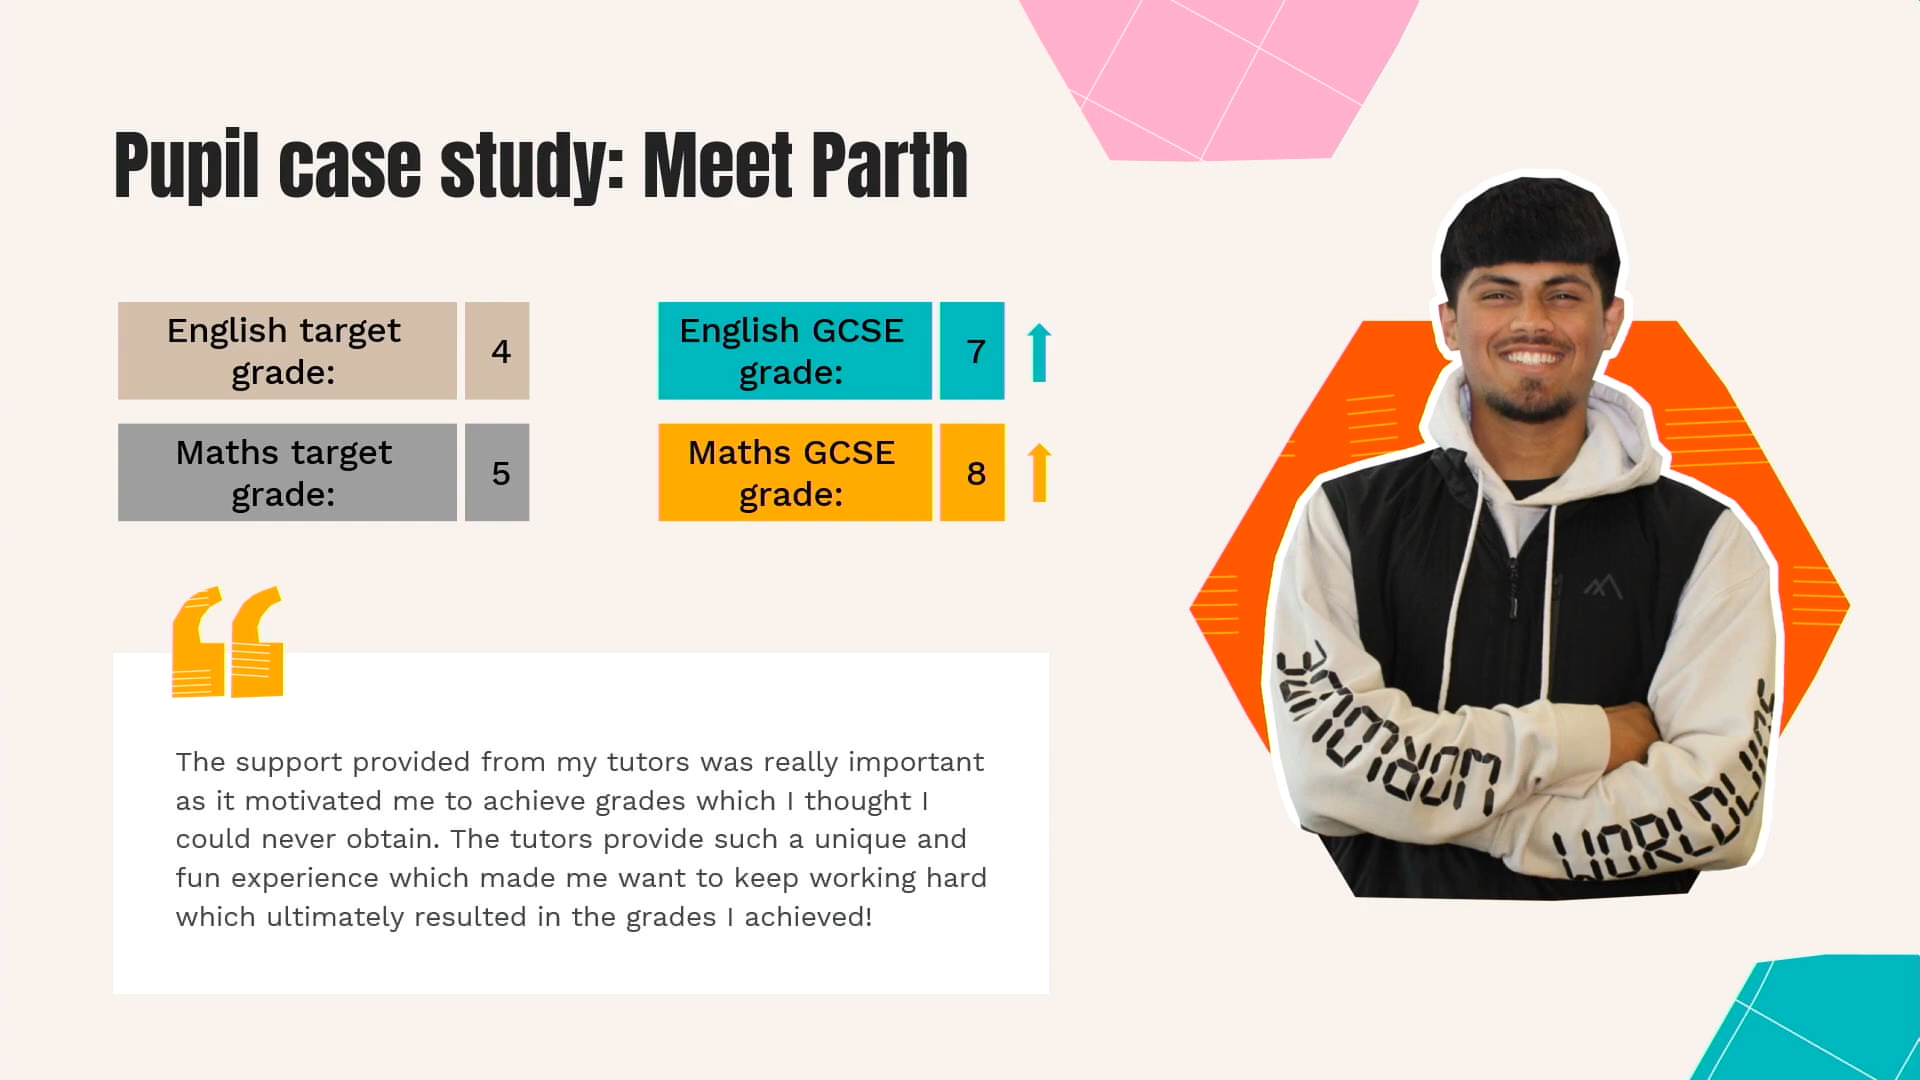 Pupil case study: Meet Parth
English target
grade:
4
English GCSE
grade:
7
Maths target
grade:
5
Maths GCSE
grade:
8
The support provided from my tutors was really important
as it motivated me to achieve grades which I thought I
could never obtain. The tutors provide such a unique and
fun experience which made me want to keep working hard
which ultimately resulted in the grades I achieved!
WORLDWIDE
WORLDWIDE